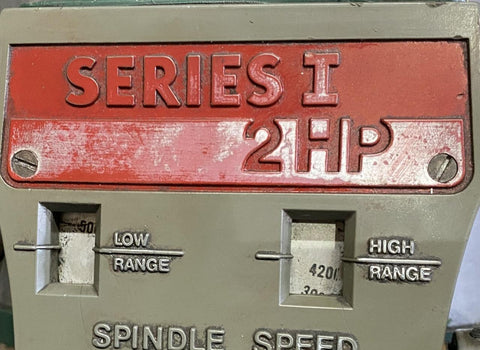 SERIES I
2HP
LOW
RANGE
HIGH
RANGE
4200
SPINDLE SPEED